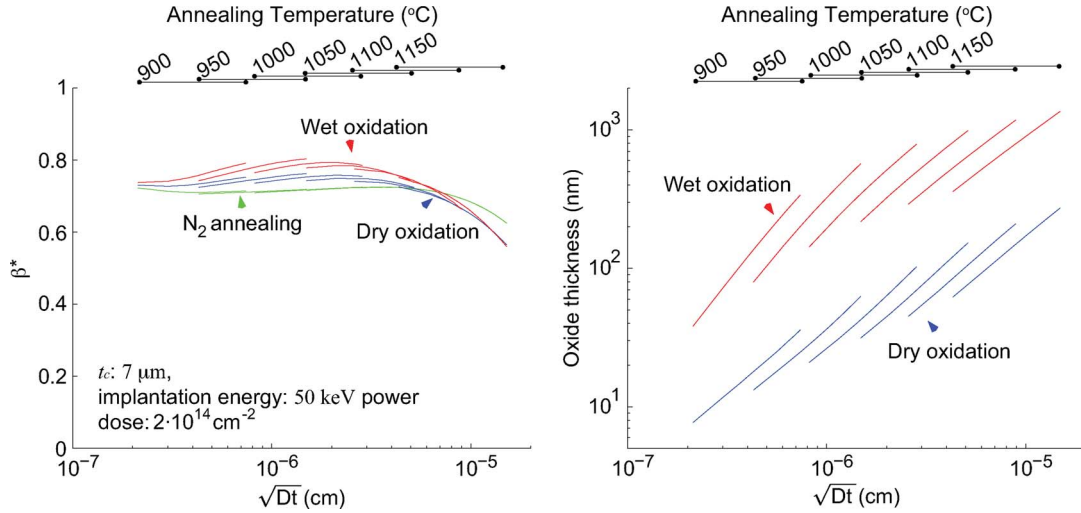 Annealing Temperature (°C)
900
950
1000
1050
1100
1150
1
0.8
0.6
0.4
0.2
0
β*
Wet oxidation
N2 annealing
Dry oxidation
tc: 7 μm,
implantation energy: 50 keV power
dose: 2·10^14 cm^-2
10^-7
10^-6
10^-5
√Dt (cm)
Annealing Temperature (°C)
900
950
1000
1050
1100
1150
10^3
10^2
10^1
Oxide thickness (nm)
Wet oxidation
Dry oxidation
10^-7
10^-6
10^-5
√Dt (cm)